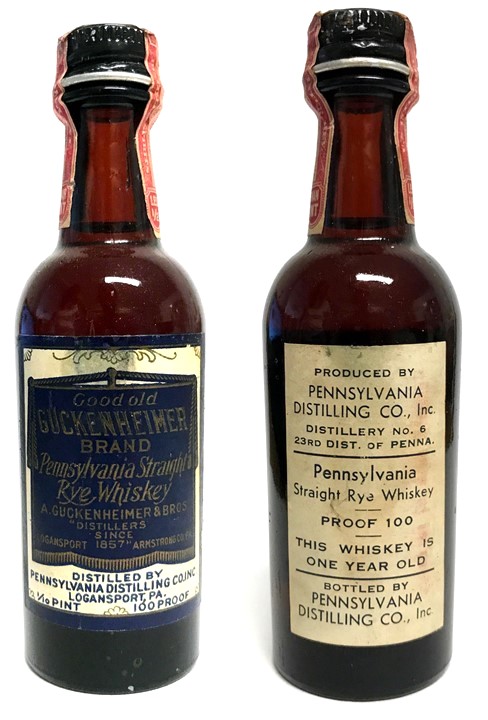 Good old
GUCKENHEIMER
BRAND
Pennsylvania Straight
Rye Whiskey
A. GUCKENHEIMER & BROS
"DISTILLERS
SINCE
LOGANSPORT 1857" ARMSTRONG CO. PA.
DISTILLED BY
PENNSYLVANIA DISTILLING CO. INC
LOGANSPORT, PA.
1/10 PINT 100 PROOF
PRODUCED BY
PENNSYLVANIA
DISTILLING CO., Inc.
DISTILLERY No. 6
23RD DIST. OF PENNA.
Pennsylvania
Straight Rye Whiskey
PROOF 100
THIS WHISKEY IS
ONE YEAR OLD
BOTTLED BY
PENNSYLVANIA
DISTILLING CO., Inc.